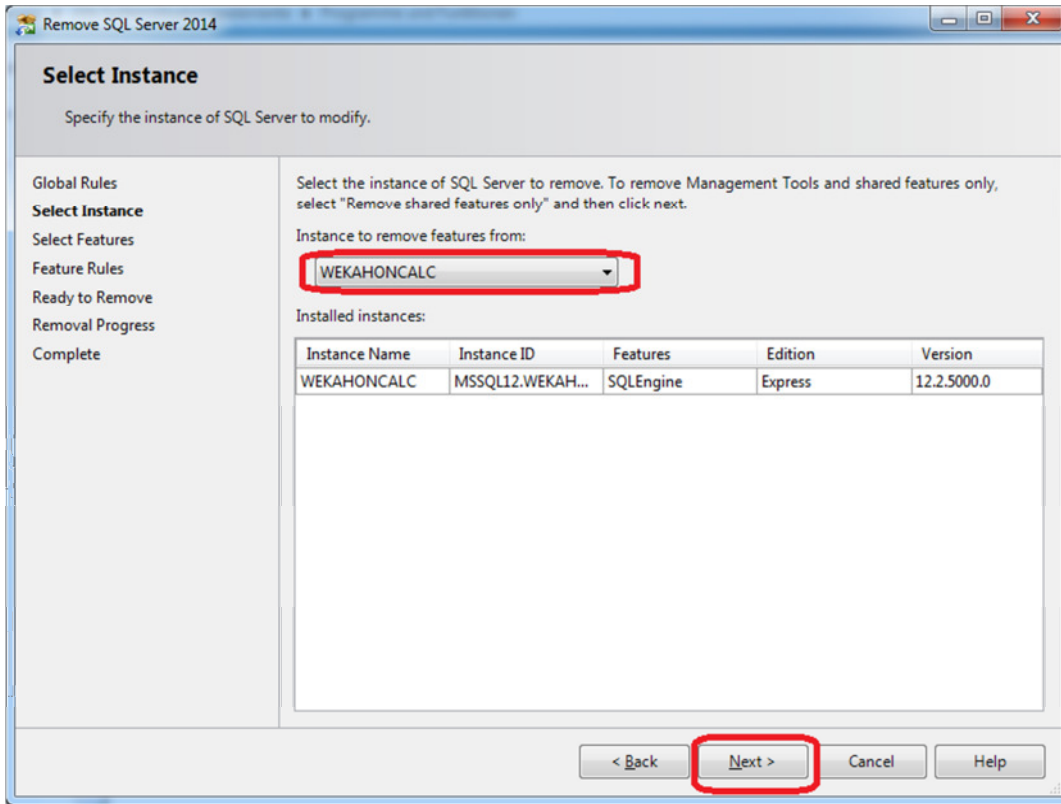 Remove SQL Server 2014
Select Instance
Specify the instance of SQL Server to modify.
Global Rules
Select Instance
Select Features
Feature Rules
Ready to Remove
Removal Progress
Complete
Select the instance of SQL Server to remove. To remove Management Tools and shared features only,
select "Remove shared features only" and then click next.
Instance to remove features from:
WEKAHONCALC
Installed instances:
Instance Name Instance ID Features Edition Version
WEKAHONCALC MSSQL12.WEKAH... SQLEngine Express 12.2.5000.0
< Back Next > Cancel Help